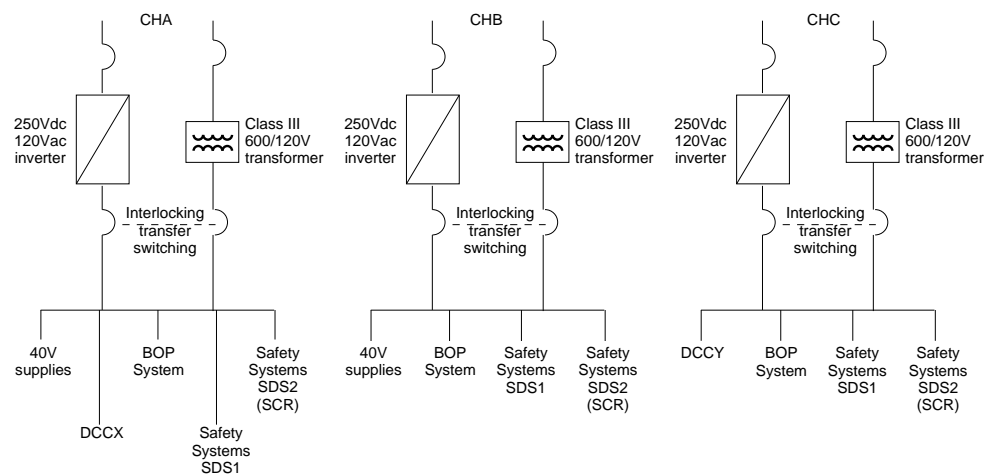 CHA
250Vdc
120Vac
inverter
Class III
600/120V
transformer
Interlocking
transfer
switching
40V
supplies
DCCX
BOP
System
Safety
Systems
SDS1
Safety
Systems
SDS2
(SCR)
CHB
250Vdc
120Vac
inverter
Class III
600/120V
transformer
Interlocking
transfer
switching
40V
supplies
BOP
System
Safety
Systems
SDS1
Safety
Systems
SDS2
(SCR)
CHC
250Vdc
120Vac
inverter
Class III
600/120V
transformer
Interlocking
transfer
switching
DCCY
BOP
System
Safety
Systems
SDS1
Safety
Systems
SDS2
(SCR)